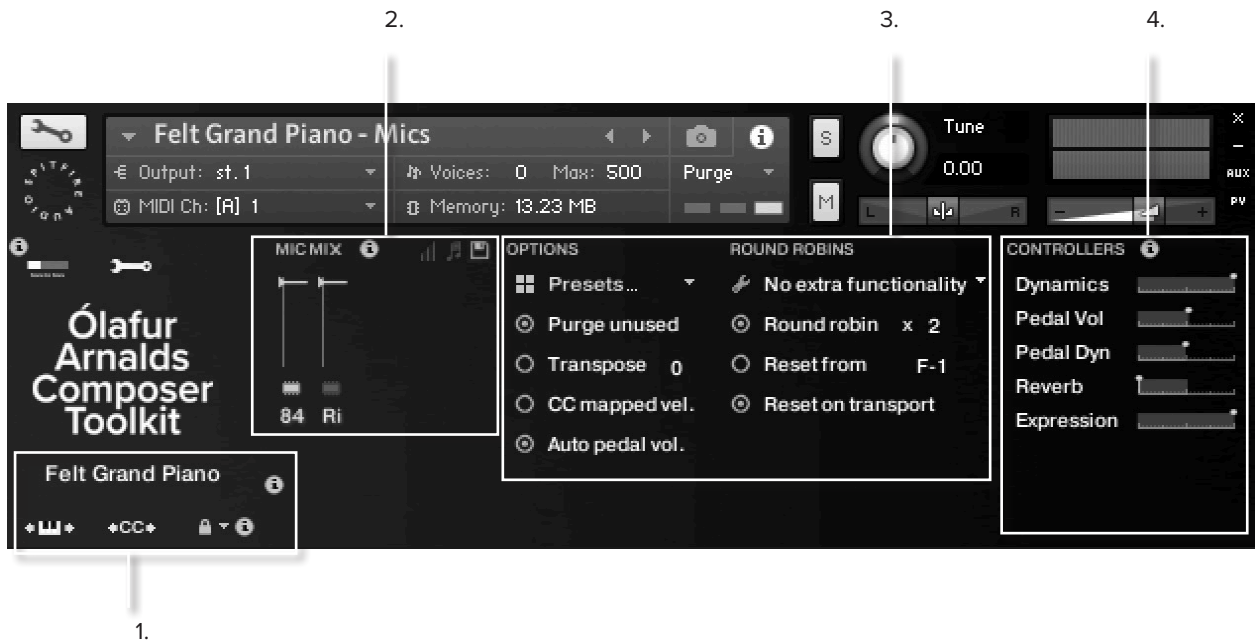 2.
3.
4.
Felt Grand Piano - Mics
S
Tune
0.00
X
Output: st.1
Voices: 0 Max: 500
Purge
AUX
MIDI Ch: [A] 1
Memory: 13.23 MB
M
L
R
PV
SPITFIRE
AUDIO
MIC MIX
OPTIONS
ROUND ROBINS
CONTROLLERS
Presets...
No extra functionality
Dynamics
Purge unused
Round robin x 2
Pedal Vol
Transpose 0
Reset from F-1
Pedal Dyn
CC mapped vel.
Reset on transport
Reverb
Auto pedal vol.
Expression
84 Ri
Ólafur
Arnalds
Composer
Toolkit
Felt Grand Piano
CC
1.